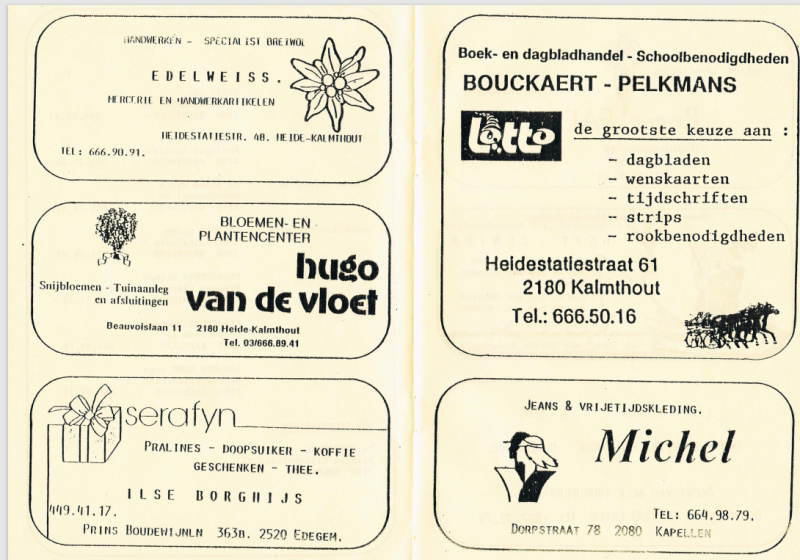 HANDWERKEN - SPECIALIST BREIWOL
EDELWEISS.
MERCERIE EN HANDWERKARTIKELEN
HEIDESTATIESTR. 48. HEIDE-KALMTHOUT
TEL: 666.90.91.
BLOEMEN- EN
PLANTENCENTER
hugo
van de vloet
Snijbloemen - Tuinaanleg
en afsluitingen
Beauvoislaan 11 2180 Heide-Kalmthout
Tel. 03/666.89.41
serafyn
PRALINES - DOOPSUIKER - KOFFIE
GESCHENKEN - THEE.
ILSE BORGHIJS
449.41.17.
PRINS BOUDEWIJNLN 363B. 2520 EDEGEM.
Boek- en dagbladhandel - Schoolbenodigdheden
BOUCKAERT - PELKMANS
Lotto
de grootste keuze aan :
- dagbladen
- wenskaarten
- tijdschriften
- strips
- rookbenodigdheden
Heidestatiestraat 61
2180 Kalmthout
Tel.: 666.50.16
JEANS & VRIJETIJDSKLEDING.
Michel
TEL: 664.98.79.
DORPSTRAAT 78 2080 KAPELLEN